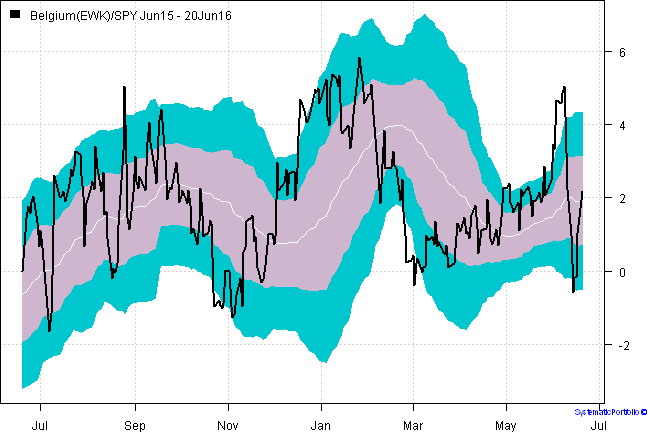 Belgium(EWK)/SPY Jun15 - 20Jun16
6
4
2
0
-2
Jul Sep Nov Jan Mar May Jul
SystematicPortfolio ©